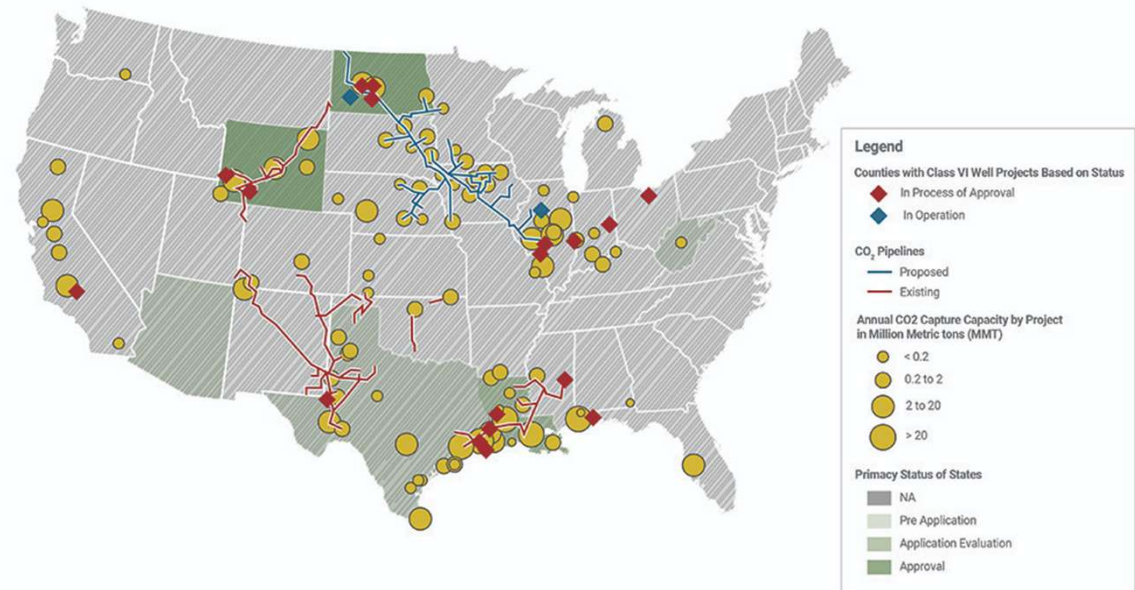 Legend
Counties with Class VI Well Projects Based on Status
In Process of Approval
In Operation
CO₂ Pipelines
Proposed
Existing
Annual CO2 Capture Capacity by Project
in Million Metric tons (MMT)
< 0.2
0.2 to 2
2 to 20
> 20
Primacy Status of States
NA
Pre Application
Application Evaluation
Approval